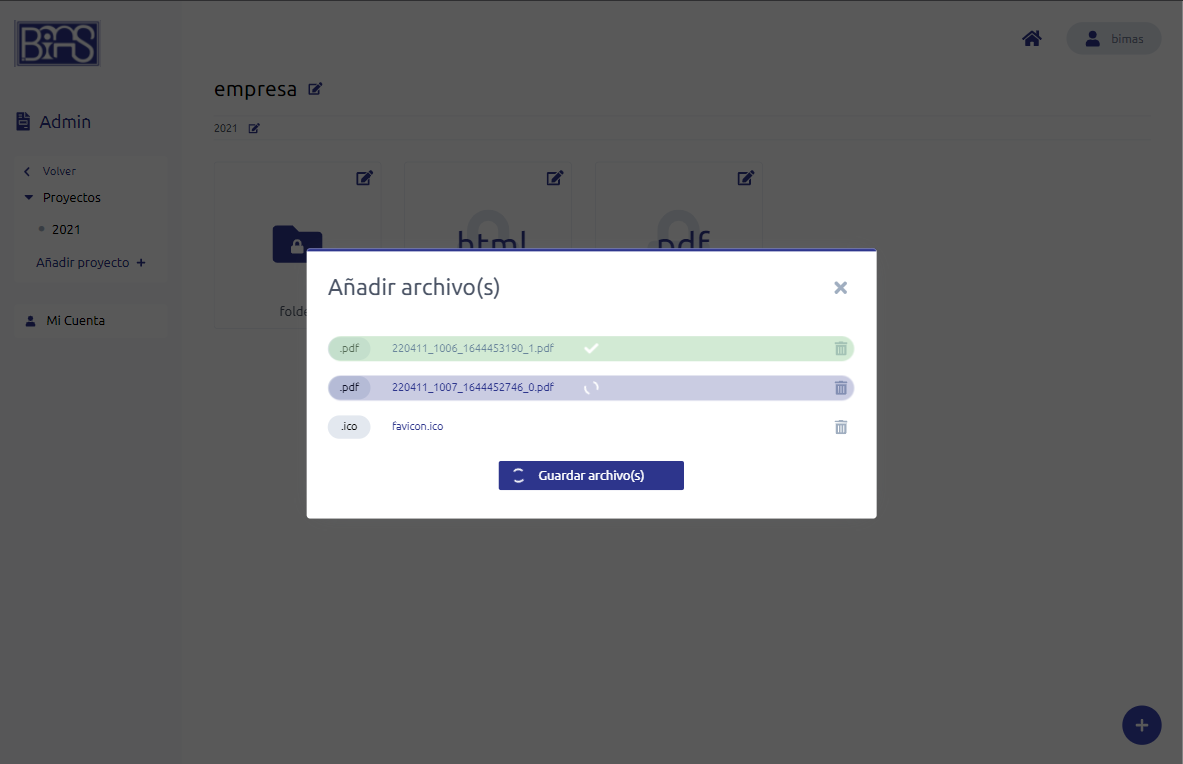 BIMAS
bimas
empresa
2021
Admin
Volver
Proyectos
2021
Añadir proyecto +
Mi Cuenta
html
pdf
Añadir archivo(s)
.pdf 220411_1006_1644453190_1.pdf
.pdf 220411_1007_1644452746_0.pdf
.ico favicon.ico
Guardar archivo(s)